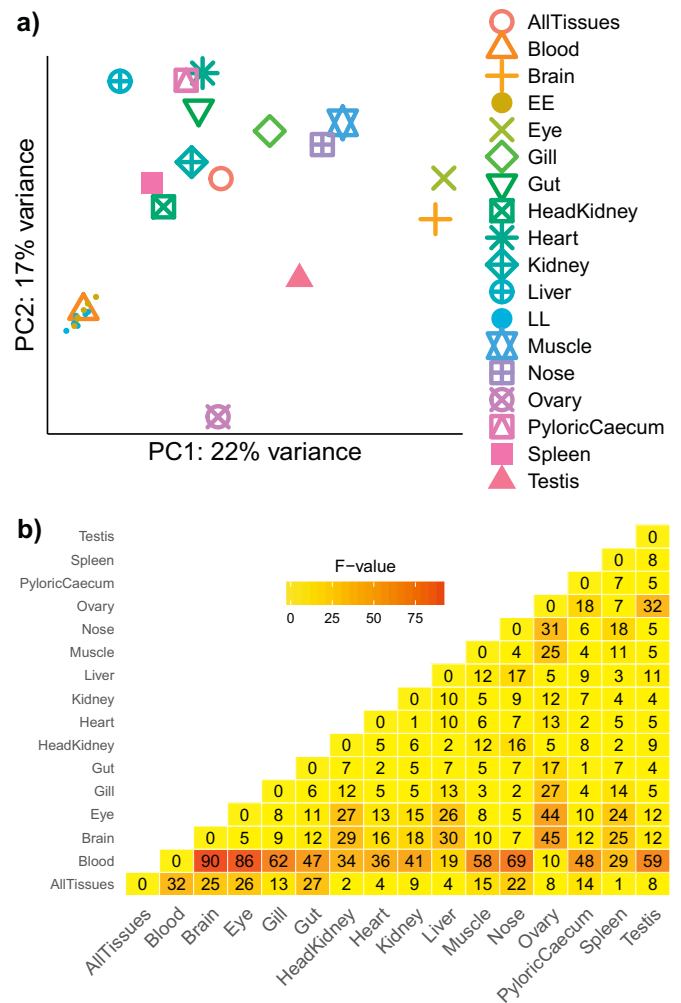 a)
PC2: 17% variance
PC1: 22% variance
AllTissues
Blood
Brain
EE
Eye
Gill
Gut
HeadKidney
Heart
Kidney
Liver
LL
Muscle
Nose
Ovary
PyloricCaecum
Spleen
Testis
b)
F−value
0 25 50 75
Testis 0
Spleen 0 8
PyloricCaecum 0 7 5
Ovary 0 18 7 32
Nose 0 31 6 18 5
Muscle 0 4 25 4 11 5
Liver 0 12 17 5 9 3 11
Kidney 0 10 5 9 12 7 4 4
Heart 0 1 10 6 7 13 2 5 5
HeadKidney 0 5 6 2 12 16 5 8 2 9
Gut 0 7 2 5 7 5 7 17 1 7 4
Gill 0 6 12 5 5 13 3 2 27 4 14 5
Eye 0 8 11 27 13 15 26 8 5 44 10 24 12
Brain 0 5 9 12 29 16 18 30 10 7 45 12 25 12
Blood 0 90 86 62 47 34 36 41 19 58 69 10 48 29 59
AllTissues 0 32 25 26 13 27 2 4 9 4 15 22 8 14 1 8
AllTissues
Blood
Brain
Eye
Gill
Gut
HeadKidney
Heart
Kidney
Liver
Muscle
Nose
Ovary
PyloricCaecum
Spleen
Testis